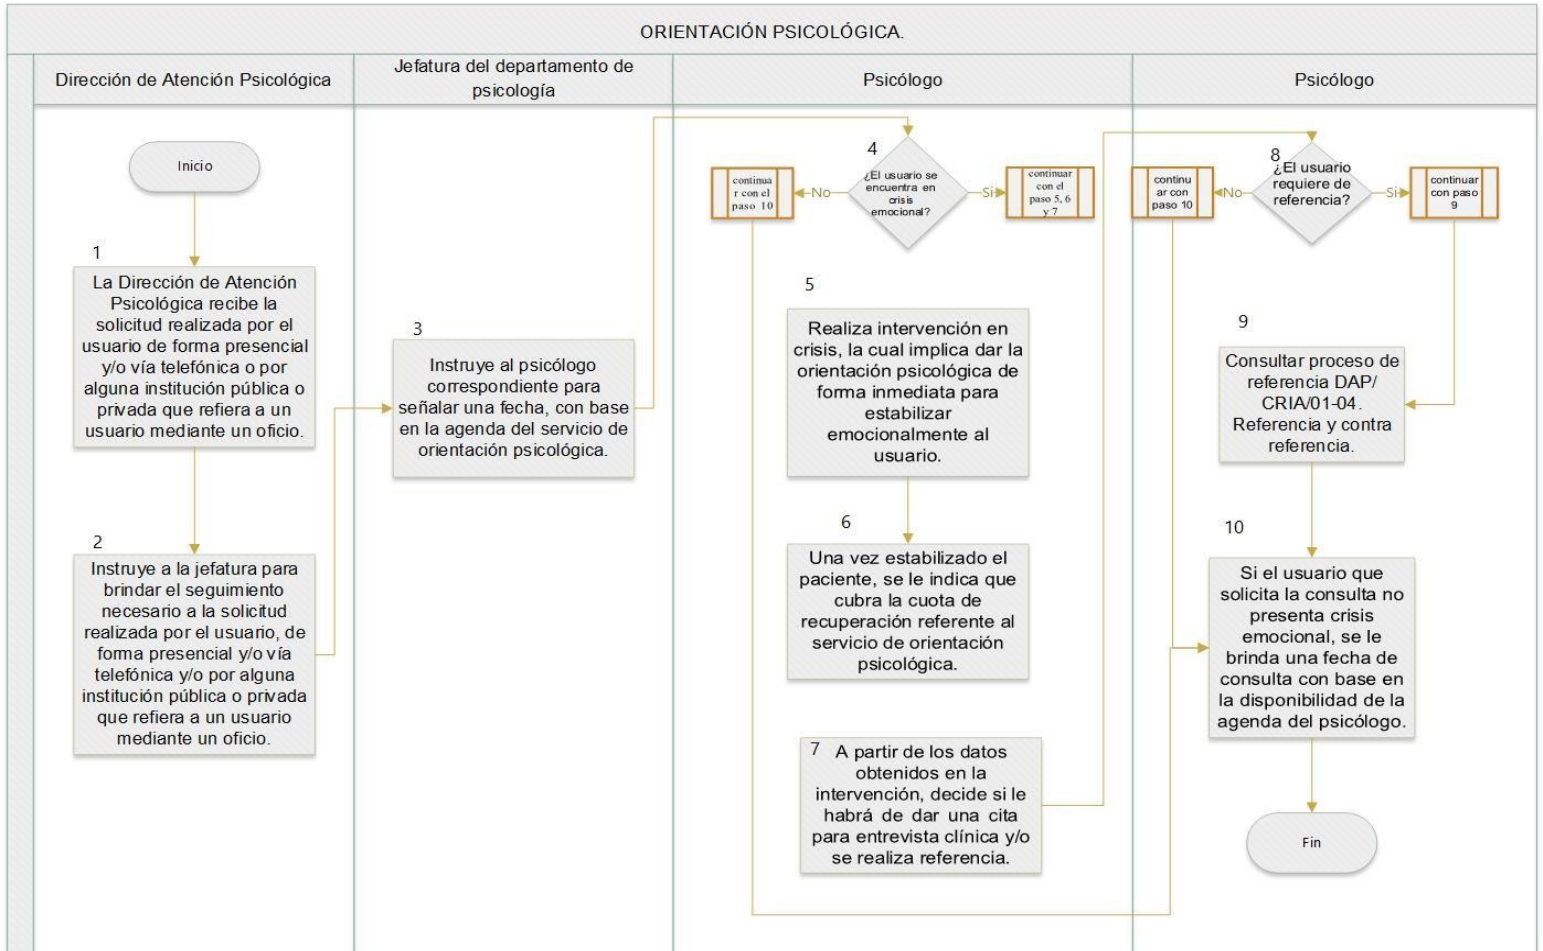 ORIENTACIÓN PSICOLÓGICA.
Dirección de Atención Psicológica
Jefatura del departamento de
psicología
Psicólogo
Psicólogo
Inicio
1
La Dirección de Atención
Psicológica recibe la
solicitud realizada por el
usuario de forma presencial
y/o vía telefónica o por
alguna institución pública o
privada que refiera a un
usuario mediante un oficio.
2
Instruye a la jefatura para
brindar el seguimiento
necesario a la solicitud
realizada por el usuario, de
forma presencial y/o vía
telefónica y/o por alguna
institución pública o privada
que refiera a un usuario
mediante un oficio.
3
Instruye al psicólogo
correspondiente para
señalar una fecha, con base
en la agenda del servicio de
orientación psicológica.
4
¿El usuario se
encuentra en
crisis
emocional?
No
continua
r con el
paso 10
Si
continuar
con el
paso 5, 6
y 7
5
Realiza intervención en
crisis, la cual implica dar la
orientación psicológica de
forma inmediata para
estabilizar
emocionalmente al
usuario.
6
Una vez estabilizado el
paciente, se le indica que
cubra la cuota de
recuperación referente al
servicio de orientación
psicológica.
7
A partir de los datos
obtenidos en la
intervención, decide si le
habrá de dar una cita
para entrevista clínica y/o
se realiza referencia.
8
¿El usuario
requiere de
referencia?
No
continu
ar con
paso 10
Si
continuar
con paso
9
9
Consultar proceso de
referencia DAP/
CRIA/01-04.
Referencia y contra
referencia.
10
Si el usuario que
solicita la consulta no
presenta crisis
emocional, se le
brinda una fecha de
consulta con base en
la disponibilidad de la
agenda del psicólogo.
Fin